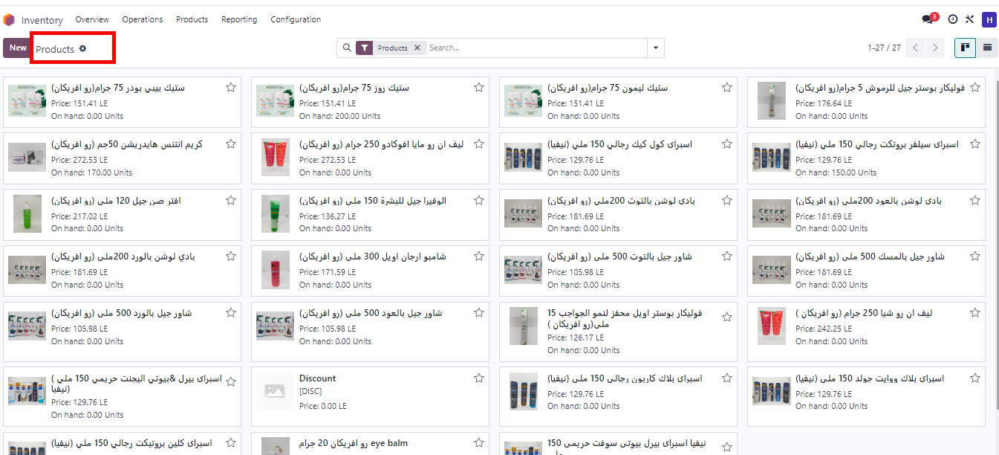 Inventory Overview Operations Products Reporting Configuration 3 H
New Products Products Search... 1-27 / 27
ستيك بيبي بودر 75 جرام(رو افريكان)
Price: 151.41 LE
On hand: 0.00 Units
ستيك روز 75 جرام(رو افريكان)
Price: 151.41 LE
On hand: 200.00 Units
ستيك ليمون 75 جرام(رو افريكان)
Price: 151.41 LE
On hand: 0.00 Units
فوليكار بوستر جيل للرموش 5 جرام(رو افريكان)
Price: 176.64 LE
On hand: 0.00 Units
كريم انتنس هايدريشن 50جم (رو افريكان)
Price: 272.53 LE
On hand: 170.00 Units
ليف ان رو مايا افوكادو 250 جرام (رو افريكان)
Price: 272.53 LE
On hand: 0.00 Units
اسبراى كول كيك رجالي 150 ملي (نيفيا)
Price: 129.76 LE
On hand: 0.00 Units
اسبراى سيلفر بروتكت رجالي 150 ملي (نيفيا)
Price: 129.76 LE
On hand: 150.00 Units
افتر صن جيل 120 ملى (رو افريكان)
Price: 217.02 LE
On hand: 0.00 Units
الوفيرا جيل للبشرة 150 ملي (رو افريكان)
Price: 136.27 LE
On hand: 0.00 Units
بادى لوشن بالتوت 200ملى (رو افريكان)
Price: 181.69 LE
On hand: 0.00 Units
بادى لوشن بالعود 200ملى (رو افريكان)
Price: 181.69 LE
On hand: 0.00 Units
بادي لوشن بالورد 200ملى (رو افريكان)
Price: 181.69 LE
On hand: 0.00 Units
شامبو ارجان اويل 300 ملى (رو افريكان)
Price: 171.59 LE
On hand: 0.00 Units
شاور جيل بالتوت 500 ملى (رو افريكان)
Price: 105.98 LE
On hand: 0.00 Units
شاور جيل بالمسك 500 ملى (رو افريكان)
Price: 181.69 LE
On hand: 0.00 Units
شاور جيل بالورد 500 ملى (رو افريكان)
Price: 105.98 LE
On hand: 0.00 Units
شاور جيل بالعود 500 ملى (رو افريكان)
Price: 105.98 LE
On hand: 0.00 Units
فوليكار بوستر اويل محفز لنمو الجواجب 15
ملى(رو افريكان )
Price: 126.17 LE
On hand: 0.00 Units
ليف ان رو شيا 250 جرام (رو افريكان )
Price: 242.25 LE
On hand: 0.00 Units
اسبراى بيرل &بيوتي اليجنت حريمي 150 ملي (
نيفيا)
Price: 129.76 LE
On hand: 0.00 Units
Discount
[DISC]
Price: 0.00 LE
اسبراى بلاك كاربون رجالى 150 ملى (نيفيا)
Price: 129.76 LE
On hand: 0.00 Units
اسبراى بلاك ووايت جولد 150 ملى (نيفيا)
Price: 129.76 LE
On hand: 0.00 Units
اسبراى كلين بروتيكت رجالي 150 ملي (نيفيا)
رو افريكان 20 جرام eye balm
نيفيا اسبراى بيرل بيوتى سوفت حريمى 150